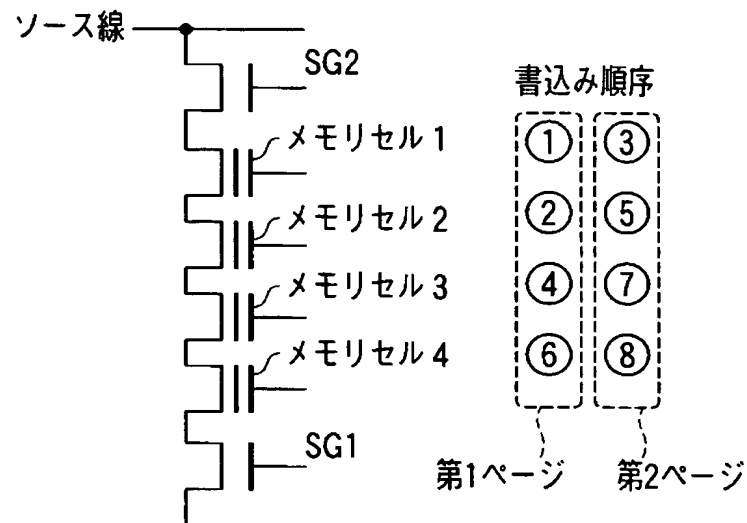 ソース線
SG2
メモリセル1
メモリセル2
メモリセル3
メモリセル4
SG1
書込み順序
① ③
② ⑤
④ ⑦
⑥ ⑧
第1ページ 第2ページ